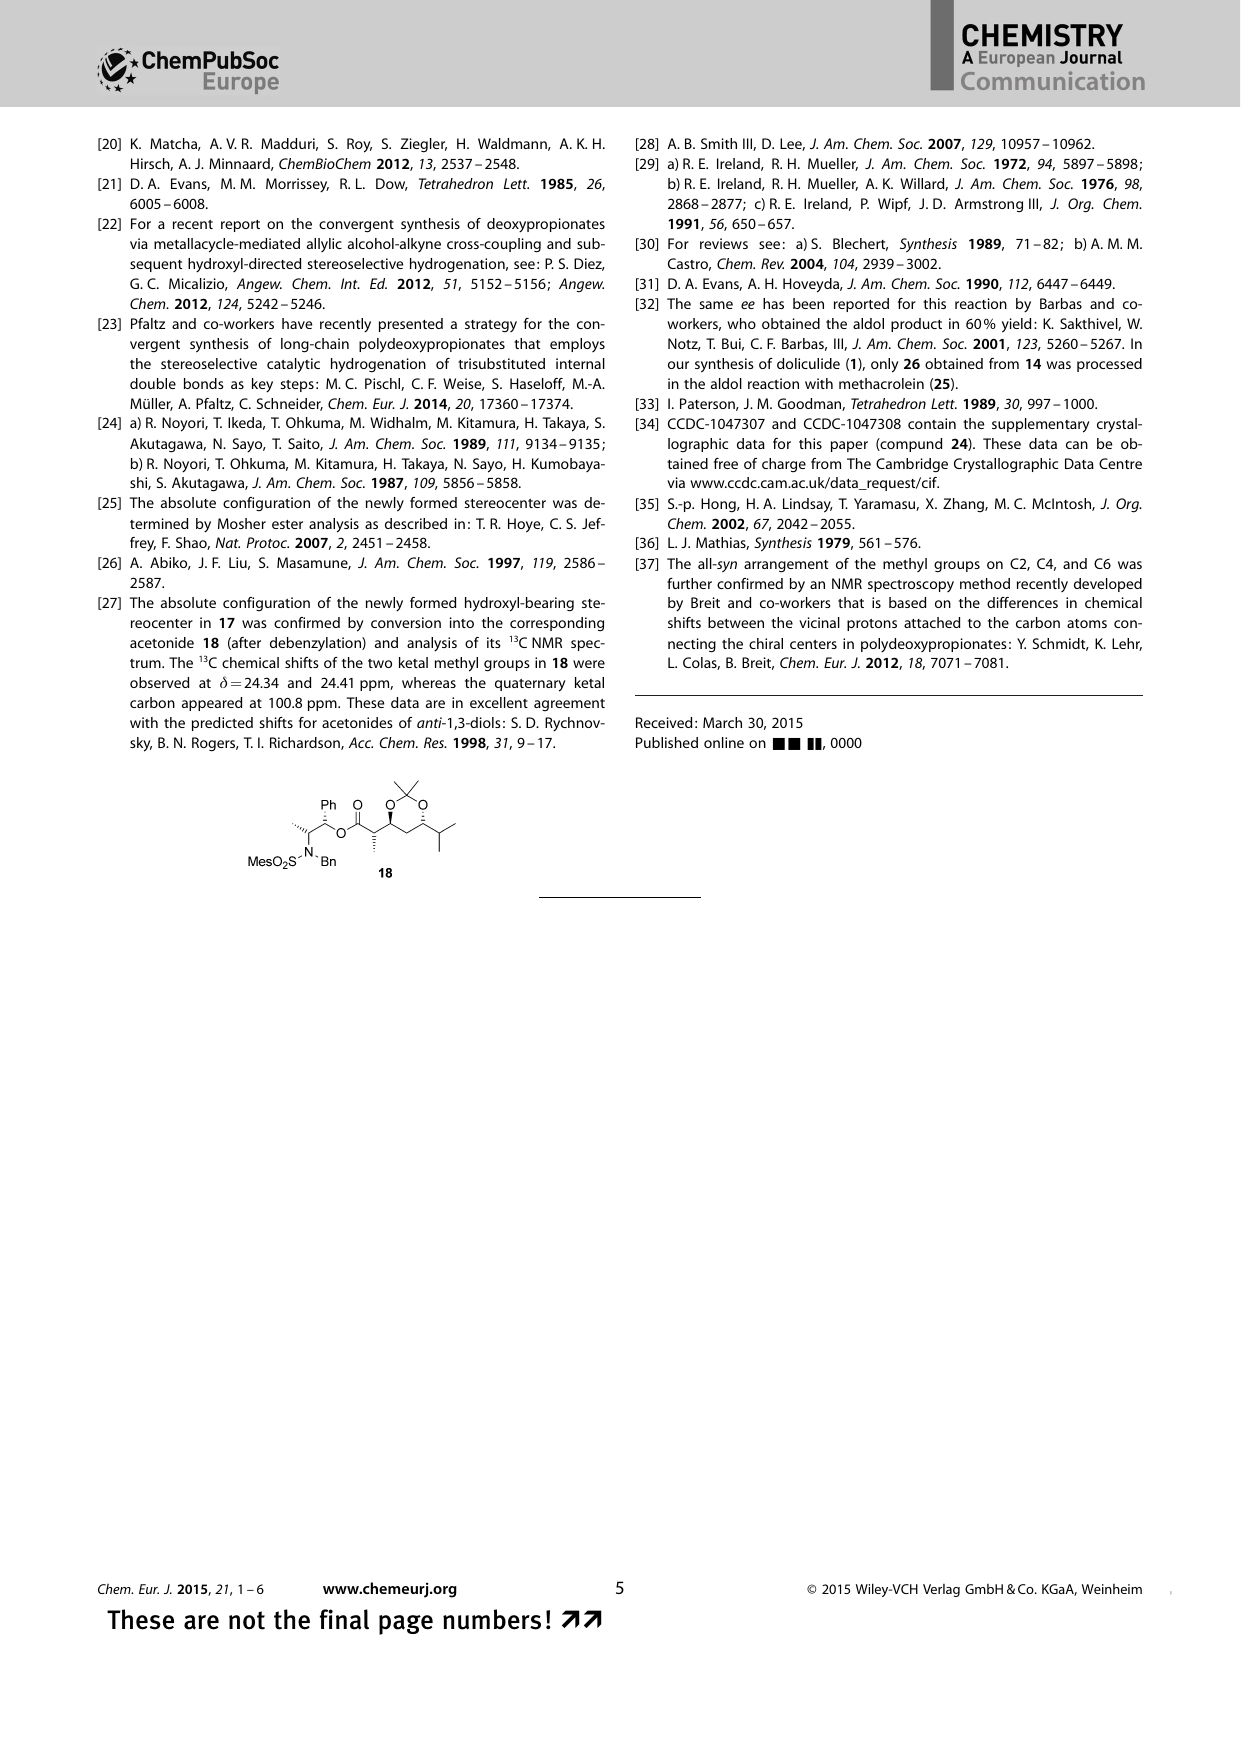 ChemPubSoc
Europe
CHEMISTRY
A European Journal
Communication
[20] K. Matcha, A. V. R. Madduri, S. Roy, S. Ziegler, H. Waldmann, A. K. H.
Hirsch, A. J. Minnaard, ChemBioChem 2012, 13, 2537–2548.
[21] D. A. Evans, M. M. Morrissey, R. L. Dow, Tetrahedron Lett. 1985, 26,
6005–6008.
[22] For a recent report on the convergent synthesis of deoxypropionates
via metallacycle-mediated allylic alcohol-alkyne cross-coupling and sub-
sequent hydroxyl-directed stereoselective hydrogenation, see: P. S. Diez,
G. C. Micalizio, Angew. Chem. Int. Ed. 2012, 51, 5152–5156; Angew.
Chem. 2012, 124, 5242–5246.
[23] Pfaltz and co-workers have recently presented a strategy for the con-
vergent synthesis of long-chain polydeoxypropionates that employs
the stereoselective catalytic hydrogenation of trisubstituted internal
double bonds as key steps: M. C. Pischl, C. F. Weise, S. Haseloff, M.-A.
Müller, A. Pfaltz, C. Schneider, Chem. Eur. J. 2014, 20, 17360–17374.
[24] a) R. Noyori, T. Ikeda, T. Ohkuma, M. Widhalm, M. Kitamura, H. Takaya, S.
Akutagawa, N. Sayo, T. Saito, J. Am. Chem. Soc. 1989, 111, 9134–9135;
b) R. Noyori, T. Ohkuma, M. Kitamura, H. Takaya, N. Sayo, H. Kumobaya-
shi, S. Akutagawa, J. Am. Chem. Soc. 1987, 109, 5856–5858.
[25] The absolute configuration of the newly formed stereocenter was de-
termined by Mosher ester analysis as described in: T. R. Hoye, C. S. Jef-
frey, F. Shao, Nat. Protoc. 2007, 2, 2451–2458.
[26] A. Abiko, J. F. Liu, S. Masamune, J. Am. Chem. Soc. 1997, 119, 2586–
2587.
[27] The absolute configuration of the newly formed hydroxyl-bearing ste-
reocenter in 17 was confirmed by conversion into the corresponding
acetonide 18 (after debenzylation) and analysis of its ¹³C NMR spec-
trum. The ¹³C chemical shifts of the two ketal methyl groups in 18 were
observed at δ = 24.34 and 24.41 ppm, whereas the quaternary ketal
carbon appeared at 100.8 ppm. These data are in excellent agreement
with the predicted shifts for acetonides of anti-1,3-diols: S. D. Rychnov-
sky, B. N. Rogers, T. I. Richardson, Acc. Chem. Res. 1998, 31, 9–17.
Ph O O O
O
N
MesO₂S Bn
18
[28] A. B. Smith III, D. Lee, J. Am. Chem. Soc. 2007, 129, 10957–10962.
[29] a) R. E. Ireland, R. H. Mueller, J. Am. Chem. Soc. 1972, 94, 5897–5898;
b) R. E. Ireland, R. H. Mueller, A. K. Willard, J. Am. Chem. Soc. 1976, 98,
2868–2877; c) R. E. Ireland, P. Wipf, J. D. Armstrong III, J. Org. Chem.
1991, 56, 650–657.
[30] For reviews see: a) S. Blechert, Synthesis 1989, 71–82; b) A. M. M.
Castro, Chem. Rev. 2004, 104, 2939–3002.
[31] D. A. Evans, A. H. Hoveyda, J. Am. Chem. Soc. 1990, 112, 6447–6449.
[32] The same ee has been reported for this reaction by Barbas and co-
workers, who obtained the aldol product in 60% yield: K. Sakthivel, W.
Notz, T. Bui, C. F. Barbas, III, J. Am. Chem. Soc. 2001, 123, 5260–5267. In
our synthesis of doliculide (1), only 26 obtained from 14 was processed
in the aldol reaction with methacrolein (25).
[33] I. Paterson, J. M. Goodman, Tetrahedron Lett. 1989, 30, 997–1000.
[34] CCDC-1047307 and CCDC-1047308 contain the supplementary crystal-
lographic data for this paper (compund 24). These data can be ob-
tained free of charge from The Cambridge Crystallographic Data Centre
via www.ccdc.cam.ac.uk/data_request/cif.
[35] S.-p. Hong, H. A. Lindsay, T. Yaramasu, X. Zhang, M. C. McIntosh, J. Org.
Chem. 2002, 67, 2042–2055.
[36] L. J. Mathias, Synthesis 1979, 561–576.
[37] The all-syn arrangement of the methyl groups on C2, C4, and C6 was
further confirmed by an NMR spectroscopy method recently developed
by Breit and co-workers that is based on the differences in chemical
shifts between the vicinal protons attached to the carbon atoms con-
necting the chiral centers in polydeoxypropionates: Y. Schmidt, K. Lehr,
L. Colas, B. Breit, Chem. Eur. J. 2012, 18, 7071–7081.
Received: March 30, 2015
Published online on ■■ ▮▮, 0000
Chem. Eur. J. 2015, 21, 1–6 www.chemeurj.org 5 © 2015 Wiley-VCH Verlag GmbH & Co. KGaA, Weinheim
These are not the final page numbers!